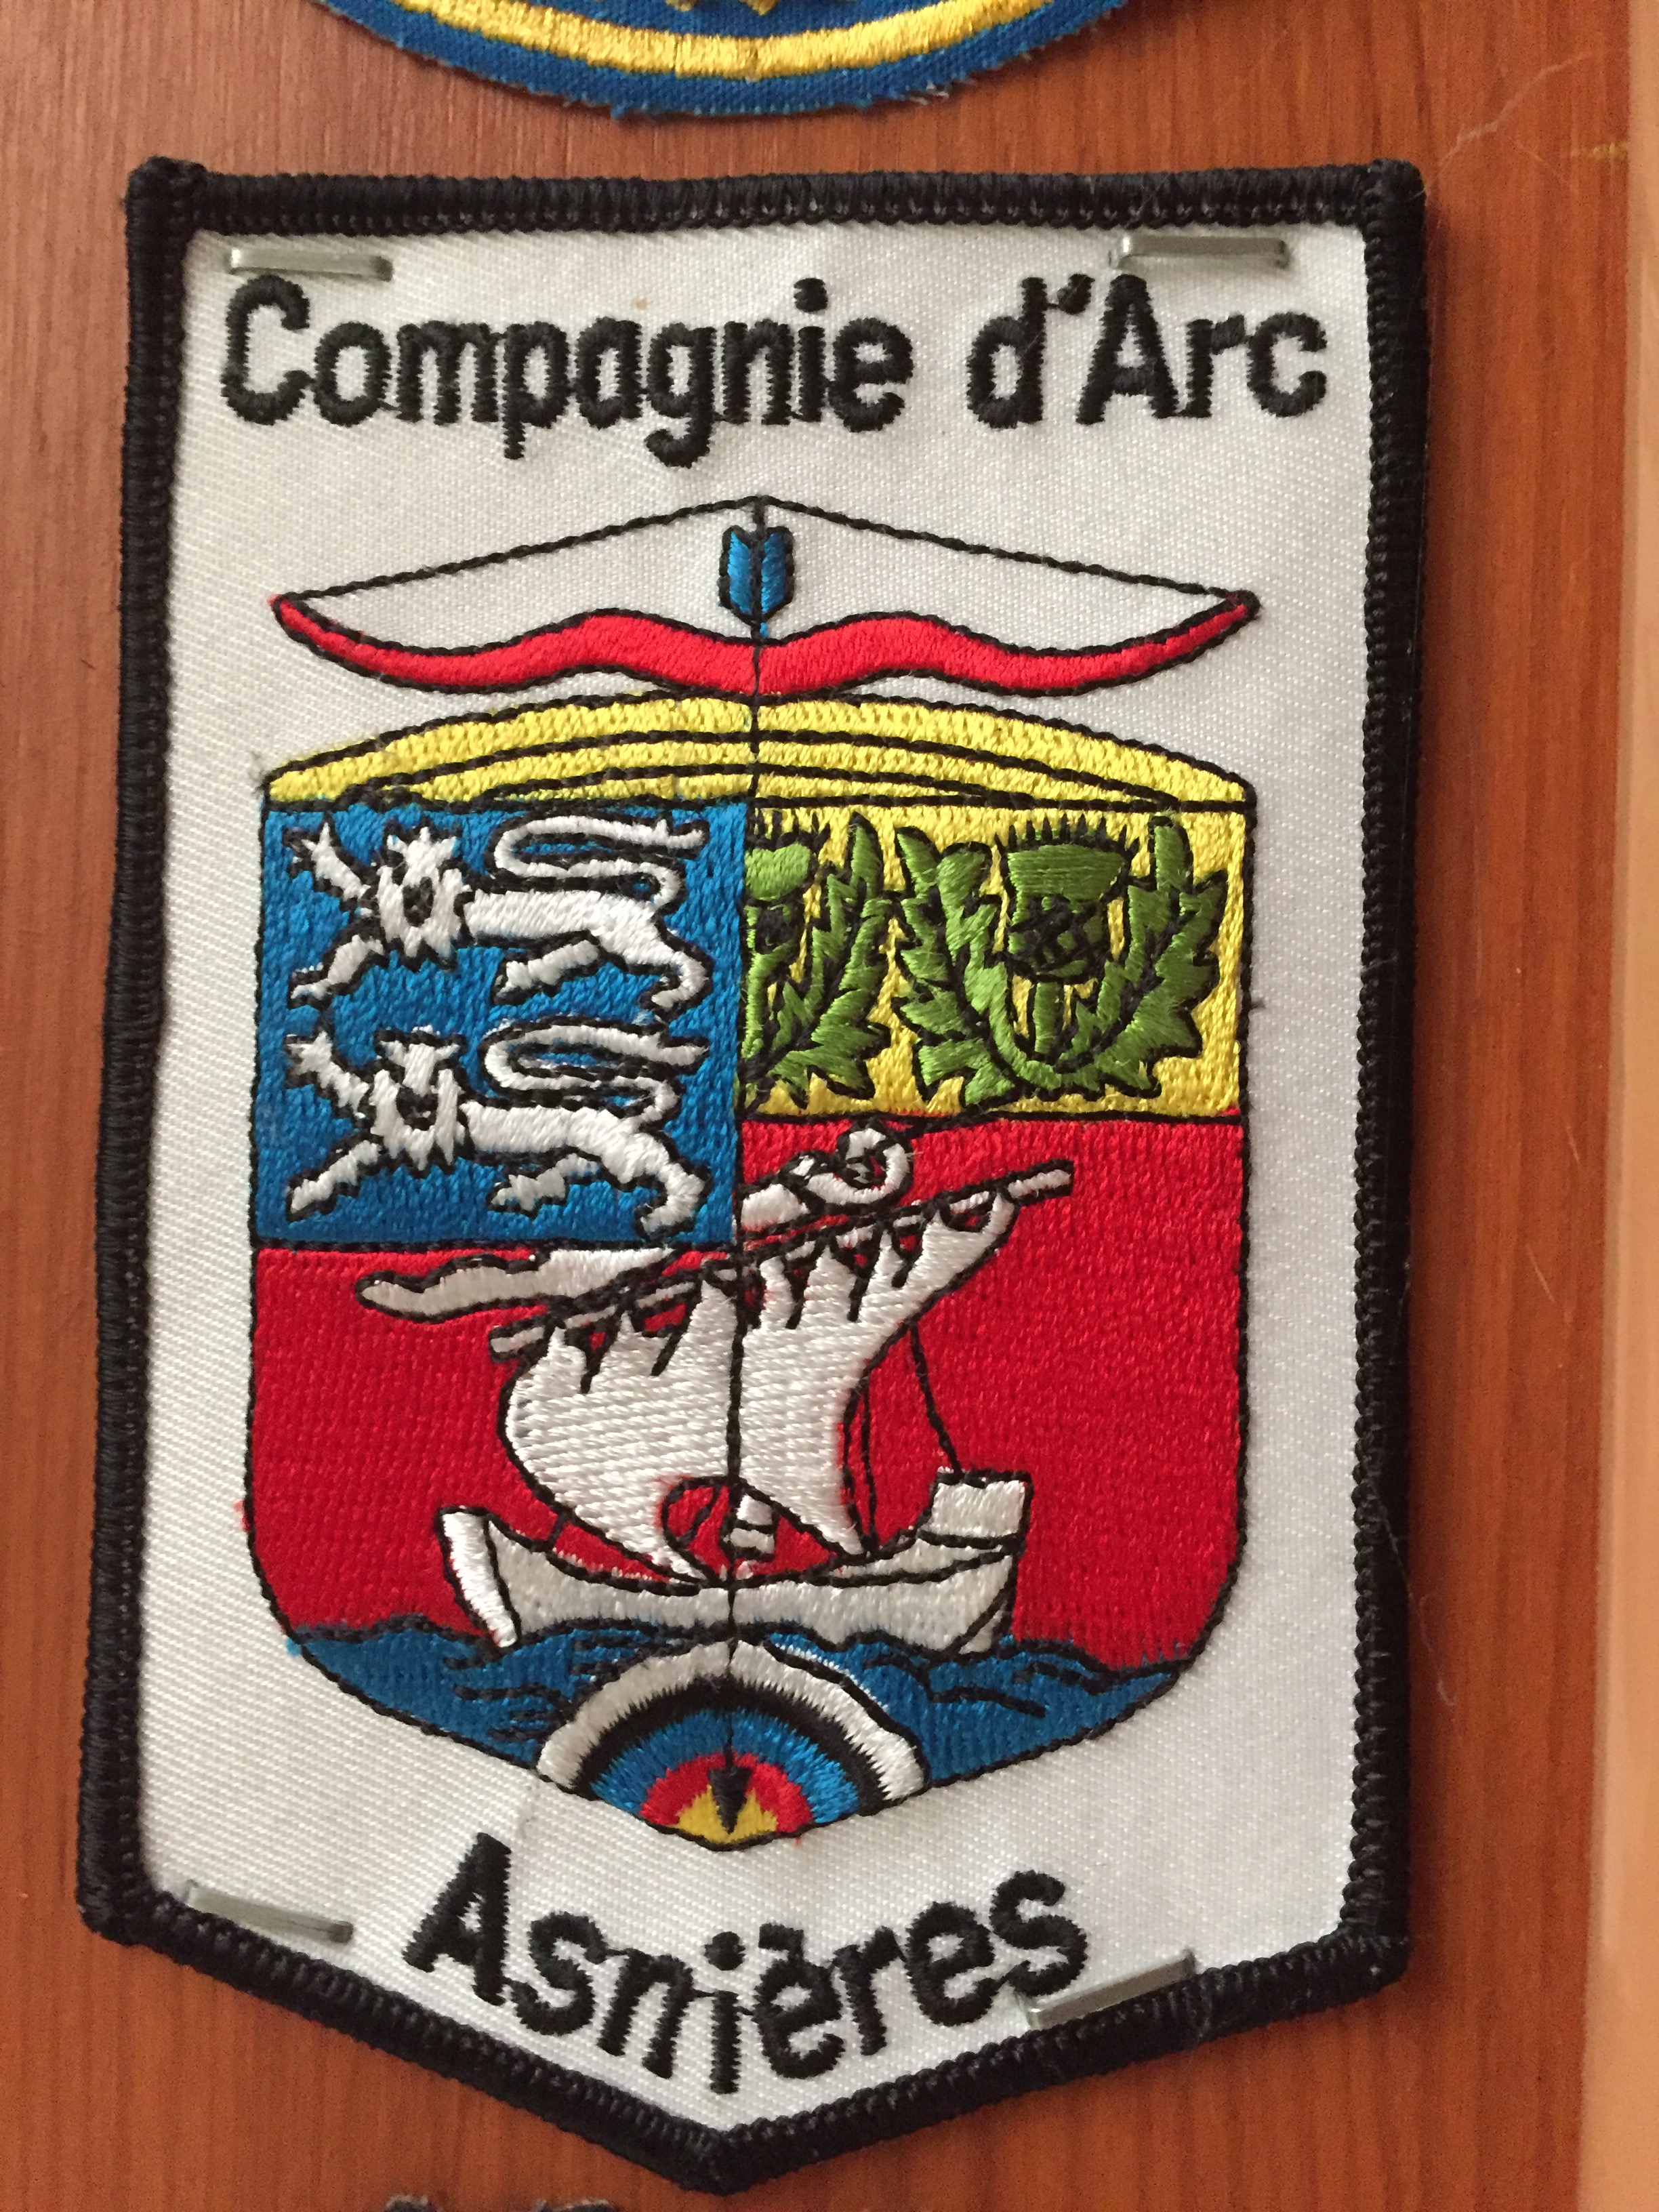 Compagnie d'Arc
Asnières